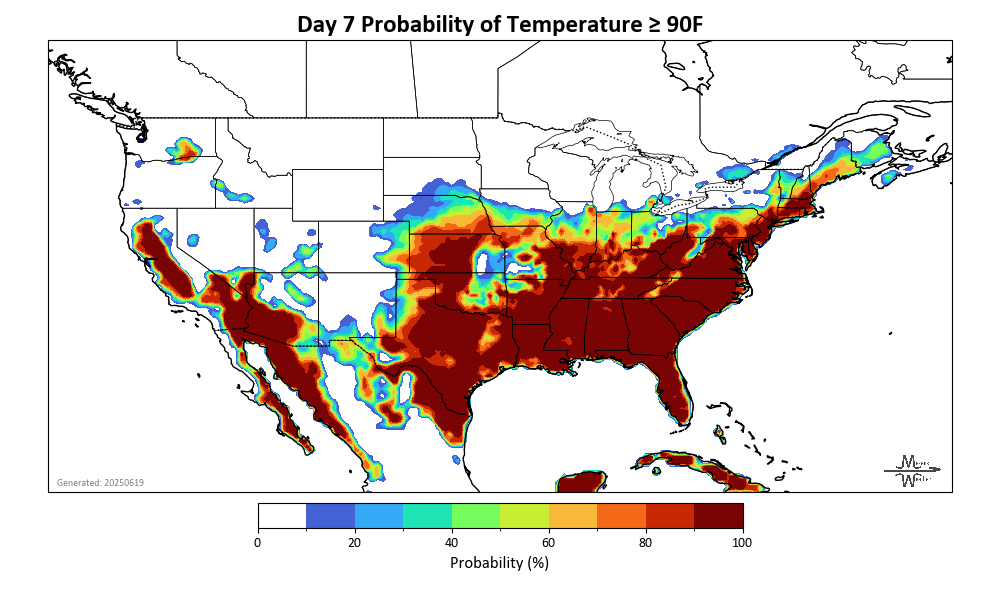 Day 7 Probability of Temperature ≥ 90F
Generated: 20250619
0 20 40 60 80 100
Probability (%)